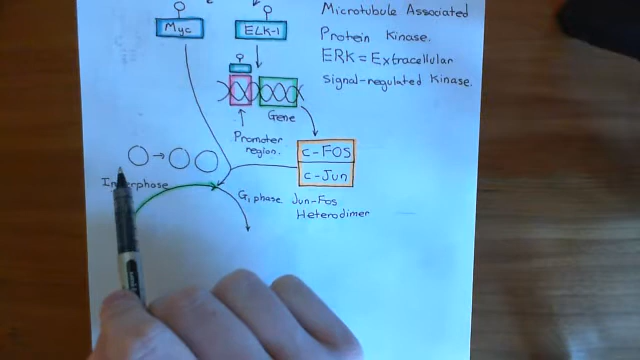 Microtubule Associated
Protein Kinase.
ERK = Extracellular
signal-regulated Kinase.
Myc
ELK-1
Gene
Promoter
region.
c-FOS
c-Jun
G₁ phase
Jun-Fos
Heterodimer